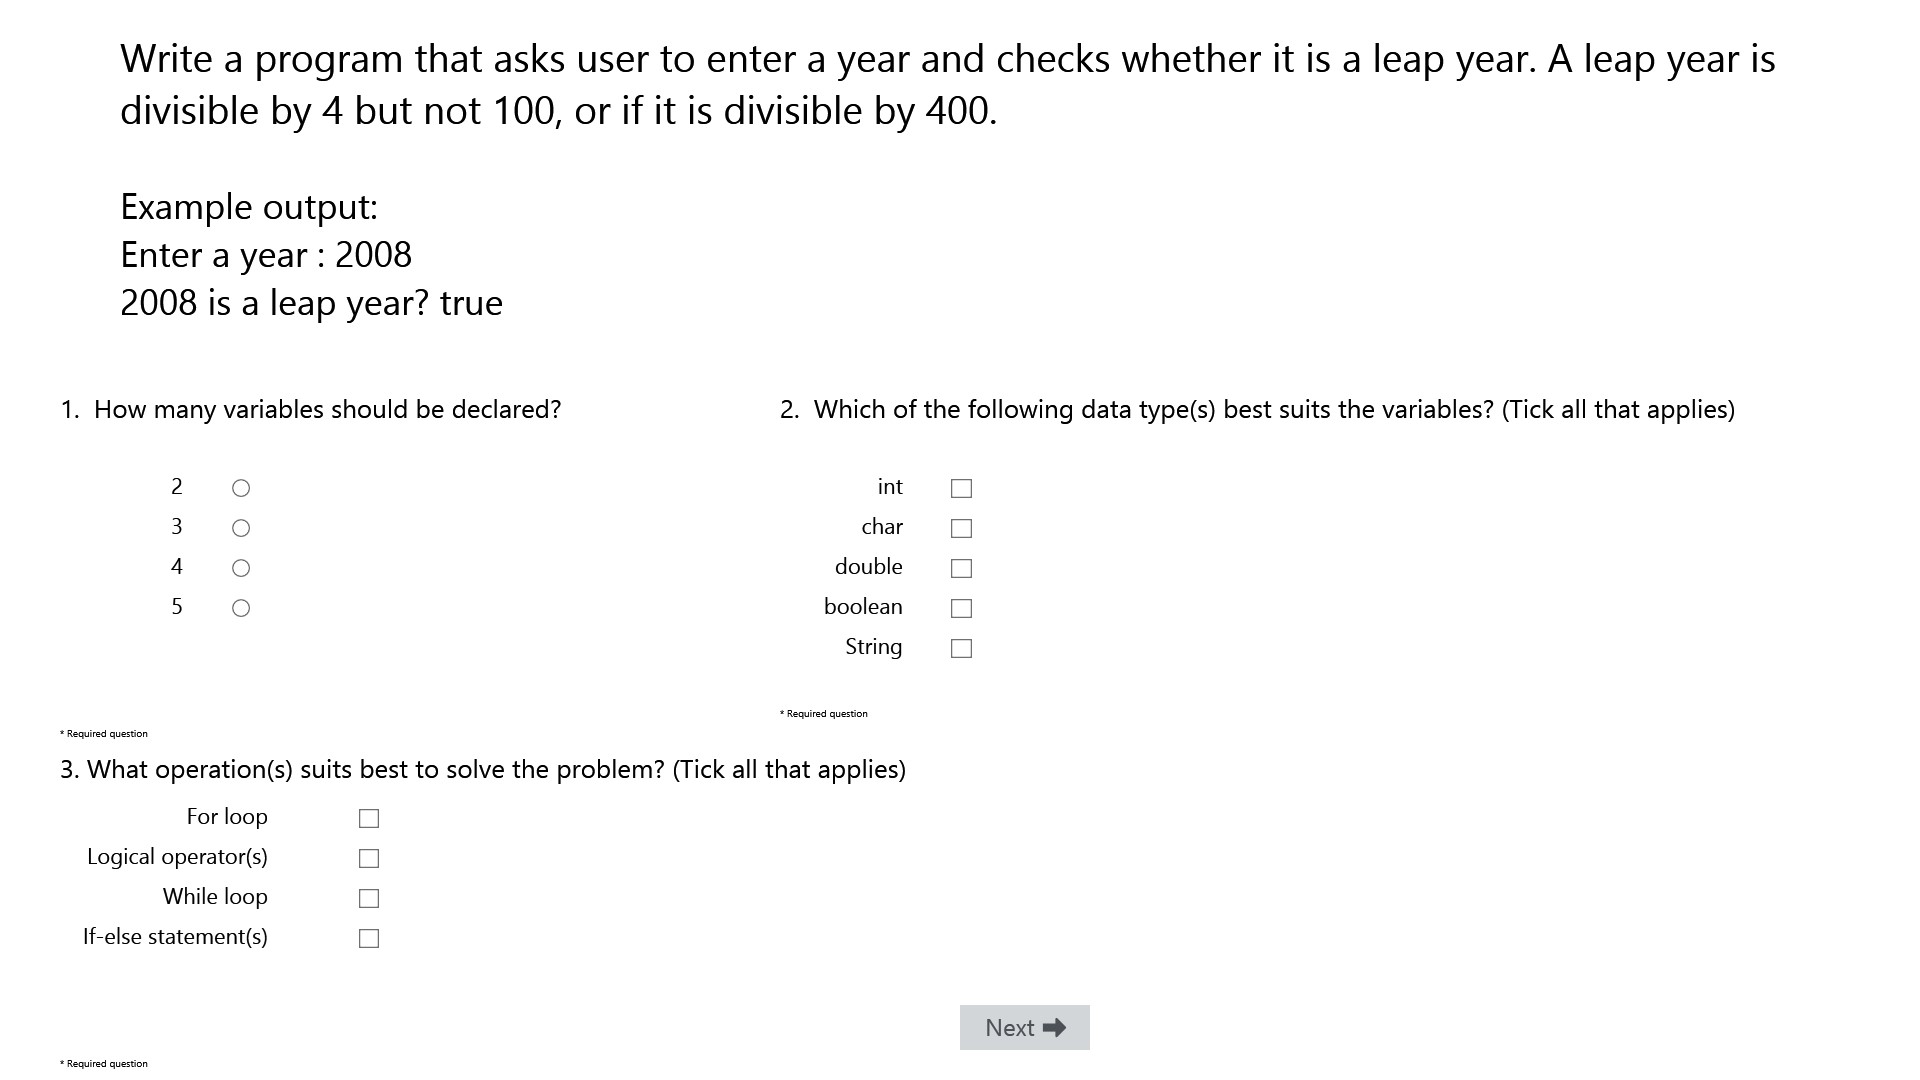 Write a program that asks user to enter a year and checks whether it is a leap year. A leap year is
divisible by 4 but not 100, or if it is divisible by 400.
Example output:
Enter a year : 2008
2008 is a leap year? true
1. How many variables should be declared?
2
3
4
5
* Required question
2. Which of the following data type(s) best suits the variables? (Tick all that applies)
int
char
double
boolean
String
* Required question
3. What operation(s) suits best to solve the problem? (Tick all that applies)
For loop
Logical operator(s)
While loop
If-else statement(s)
Next
* Required question